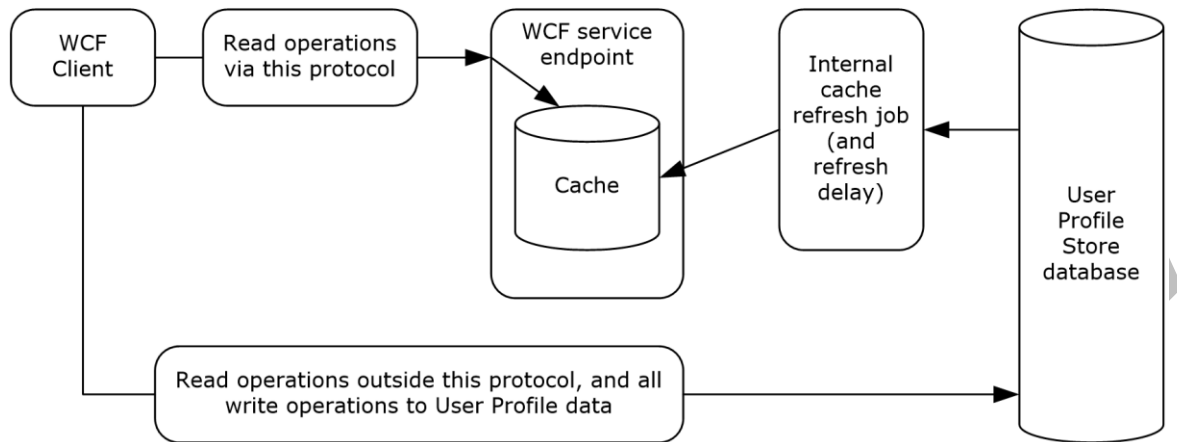 WCF
Client
Read operations
via this protocol
WCF service
endpoint
Cache
Internal
cache
refresh job
(and
refresh
delay)
User
Profile
Store
database
Read operations outside this protocol, and all
write operations to User Profile data